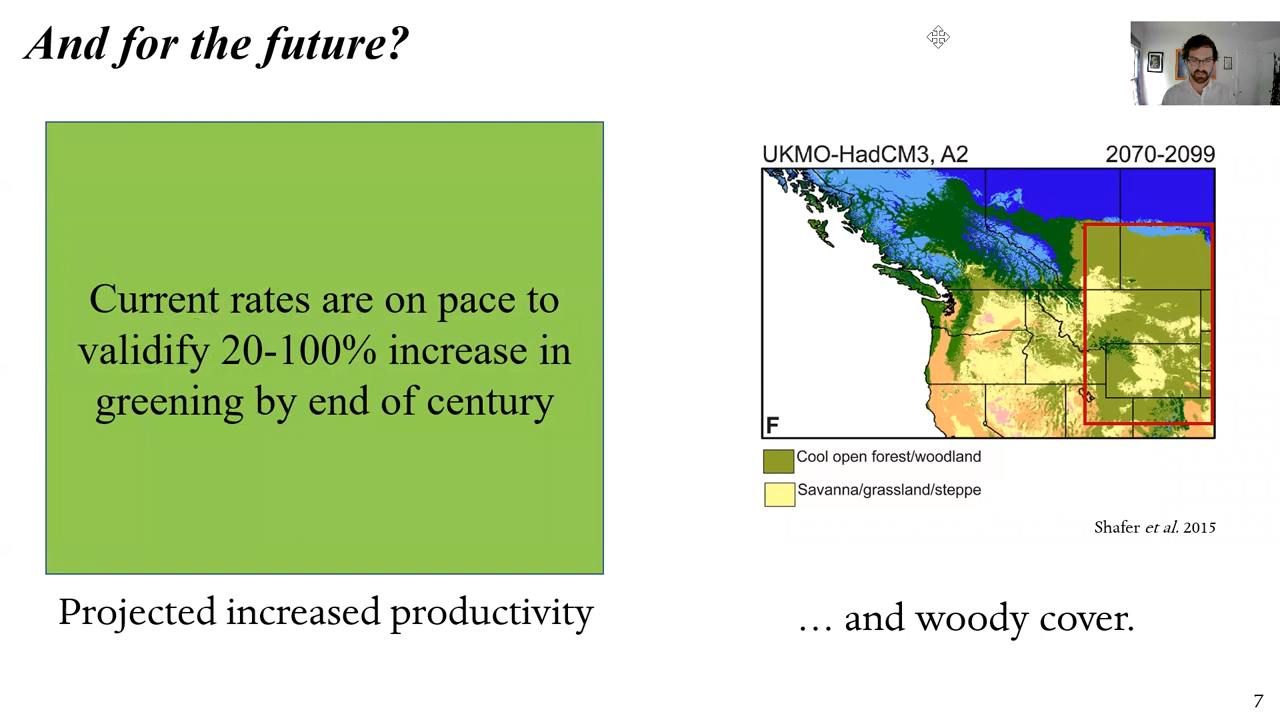 And for the future?
Current rates are on pace to
validify 20-100% increase in
greening by end of century
Projected increased productivity
UKMO-HadCM3, A2 2070-2099
F
Cool open forest/woodland
Savanna/grassland/steppe
Shafer et al. 2015
… and woody cover.
7